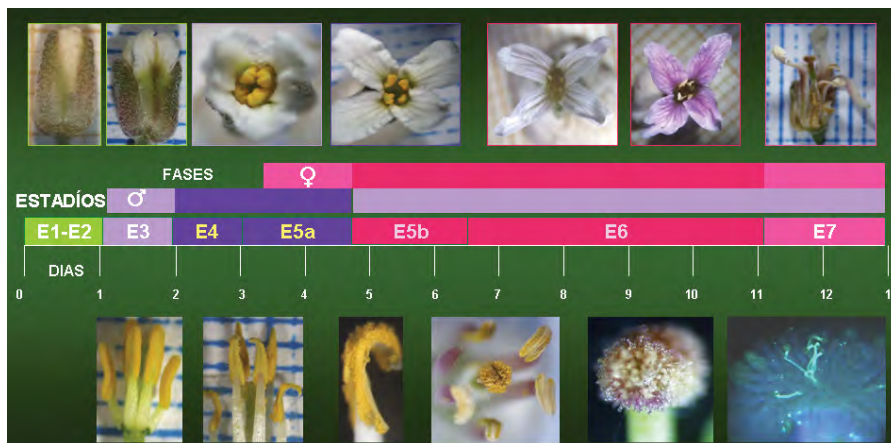 FASES ♀
ESTADÍOS ♂
E1-E2 E3 E4 E5a E5b E6 E7
DIAS
0 1 2 3 4 5 6 7 8 9 10 11 12 1